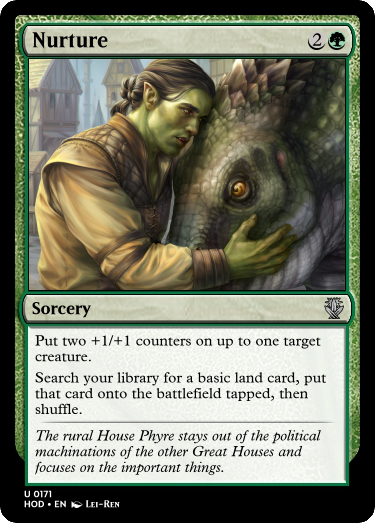 Nurture 2
Sorcery
Put two +1/+1 counters on up to one target
creature.
Search your library for a basic land card, put
that card onto the battlefield tapped, then
shuffle.
The rural House Phyre stays out of the political
machinations of the other Great Houses and
focuses on the important things.
U 0171
HOD • EN Lei-Ren